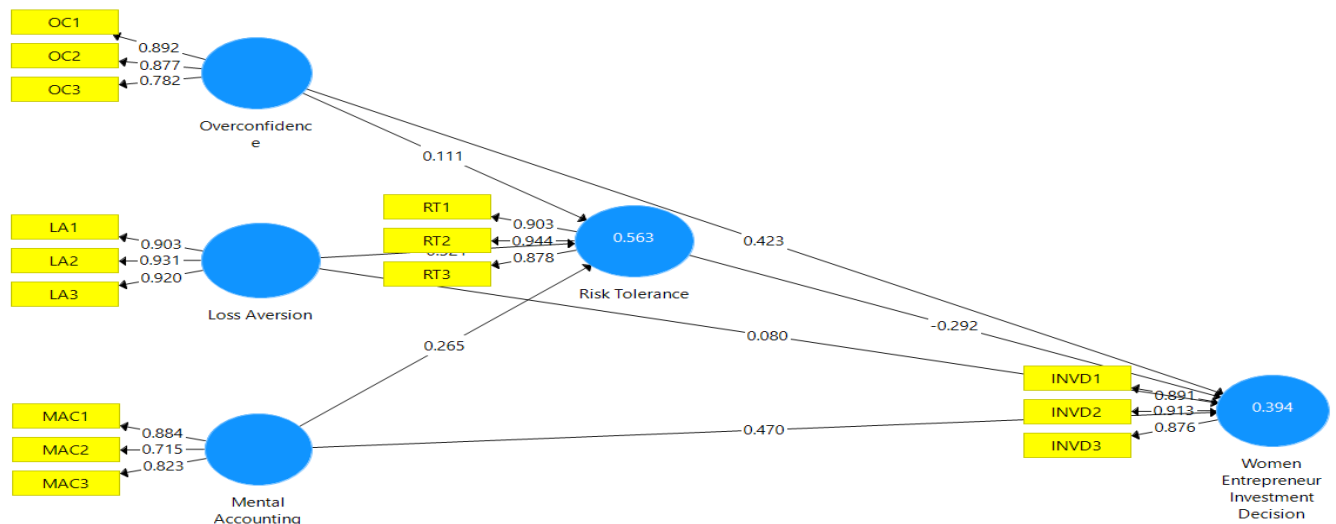 OC1
0.892
OC2
0.877
OC3
0.782
Overconfidenc
e
0.111
0.423
LA1
0.903
LA2
0.931
LA3
0.920
Loss Aversion
RT1
0.903
RT2
0.944
RT3
0.878
0.563
Risk Tolerance
0.265
0.080
-0.292
MAC1
0.884
MAC2
0.715
MAC3
0.823
Mental
Accounting
0.470
INVD1
0.891
INVD2
0.913
INVD3
0.876
0.394
Women
Entrepreneur
Investment
Decision